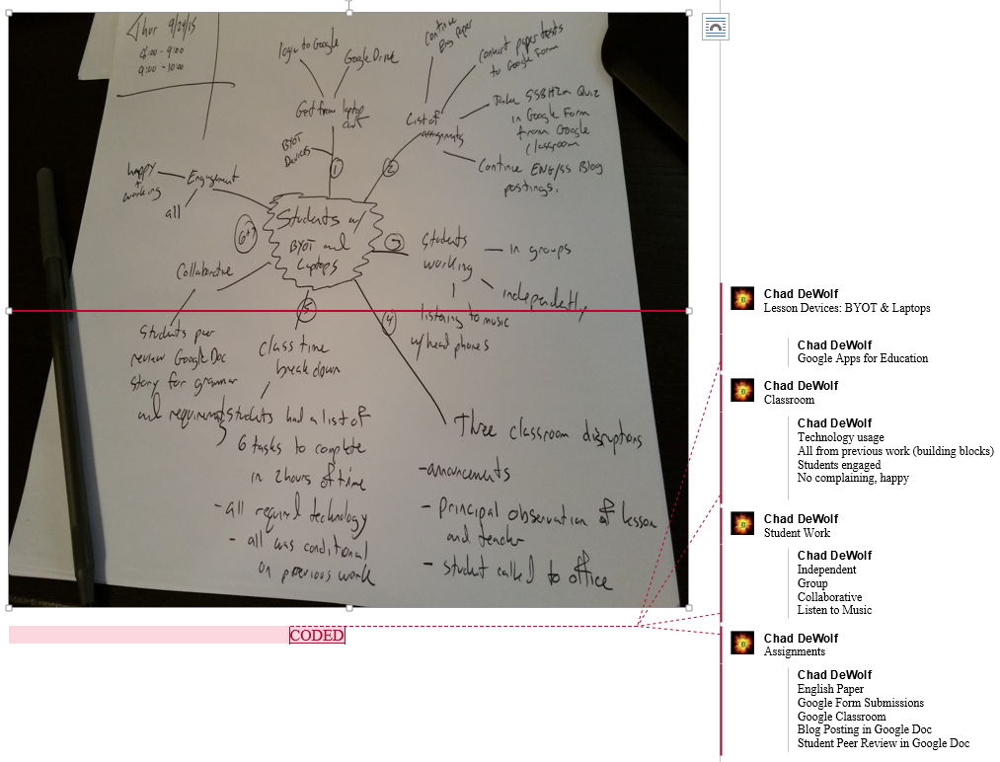 Thur 9/24/15
8:00 - 9:00
9:00 - 10:00
login to Google
Google Drive
Get from laptop
cart
BYOT
Devices
1
Continue
Paper
Convert paper tests
to Google Form
List of
assignments
2
Take SSBH2m Quiz
in Google Form
from Google
Classroom
Continue ENG/SS Blog
postings.
happy
+
working
Engagement
all
6
Students w/
BYOT and
Laptops
3
Students
working
in groups
independently
listening to music
w/ head phones
Collaborative
Students peer
review Google Doc
story for grammar
and requirements
5
Class time
break down
Students had a list of
6 tasks to complete
in 2 hours of time
- all required technology
- all was conditional
on previous work
4
Three classroom disruptions
- anouncements
- principal observation of lesson
and teacher
- student called to office
CODED
Chad DeWolf
Lesson Devices: BYOT & Laptops
Chad DeWolf
Google Apps for Education
Chad DeWolf
Classroom
Chad DeWolf
Technology usage
All from previous work (building blocks)
Students engaged
No complaining, happy
Chad DeWolf
Student Work
Chad DeWolf
Independent
Group
Collaborative
Listen to Music
Chad DeWolf
Assignments
Chad DeWolf
English Paper
Google Form Submissions
Google Classroom
Blog Posting in Google Doc
Student Peer Review in Google Doc